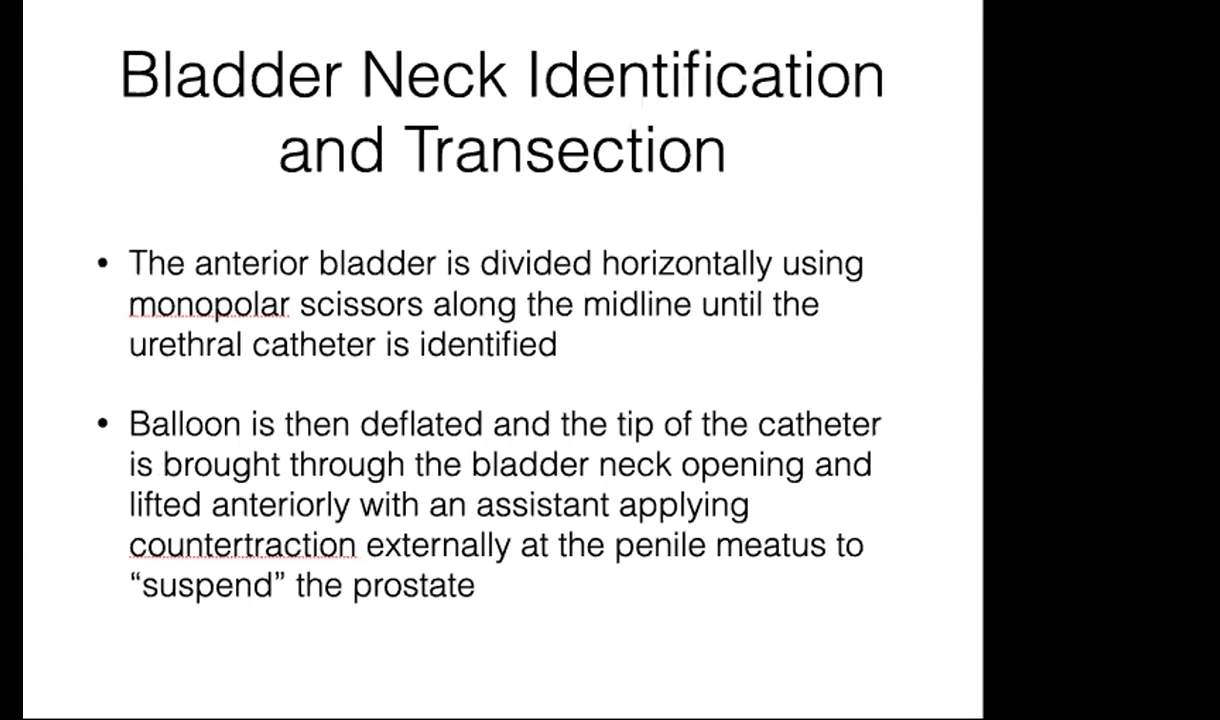 Bladder Neck Identification
and Transection
• The anterior bladder is divided horizontally using
monopolar scissors along the midline until the
urethral catheter is identified
• Balloon is then deflated and the tip of the catheter
is brought through the bladder neck opening and
lifted anteriorly with an assistant applying
countertraction externally at the penile meatus to
“suspend” the prostate